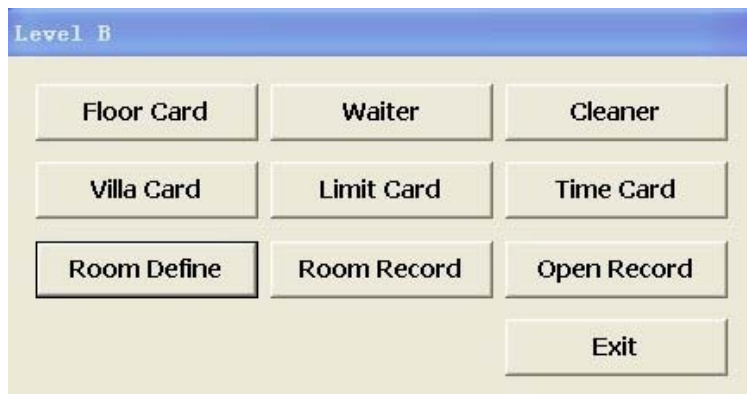 Level B
Floor Card Waiter Cleaner
Villa Card Limit Card Time Card
Room Define Room Record Open Record
Exit